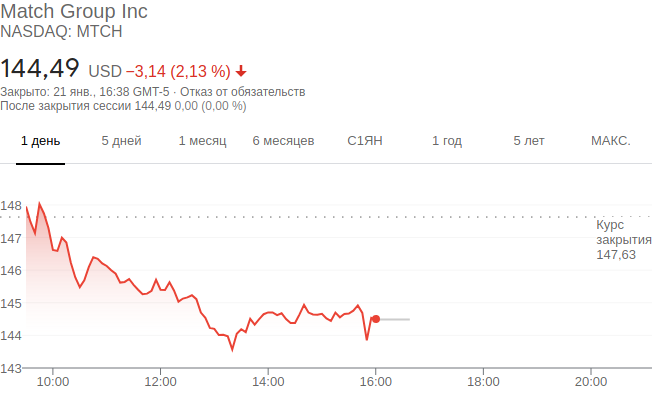 Match Group Inc
NASDAQ: MTCH
144,49 USD −3,14 (2,13 %)
Закрыто: 21 янв., 16:38 GMT-5 · Отказ от обязательств
После закрытия сессии 144,49 0,00 (0,00 %)
1 день 5 дней 1 месяц 6 месяцев С1ЯН 1 год 5 лет МАКС.
148
Курс
закрытия
147,63
147
146
145
144
143
10:00 12:00 14:00 16:00 18:00 20:00